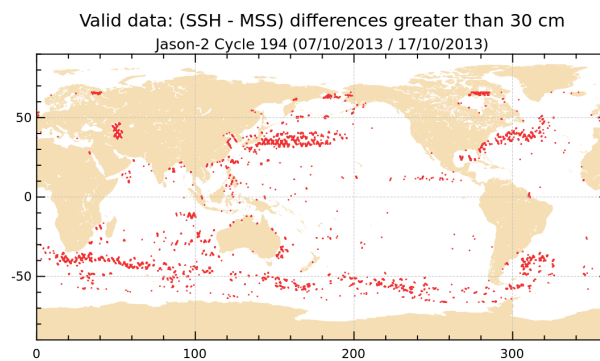 Valid data: (SSH - MSS) differences greater than 30 cm
Jason-2 Cycle 194 (07/10/2013 / 17/10/2013)
50
0
-50
0 100 200 300